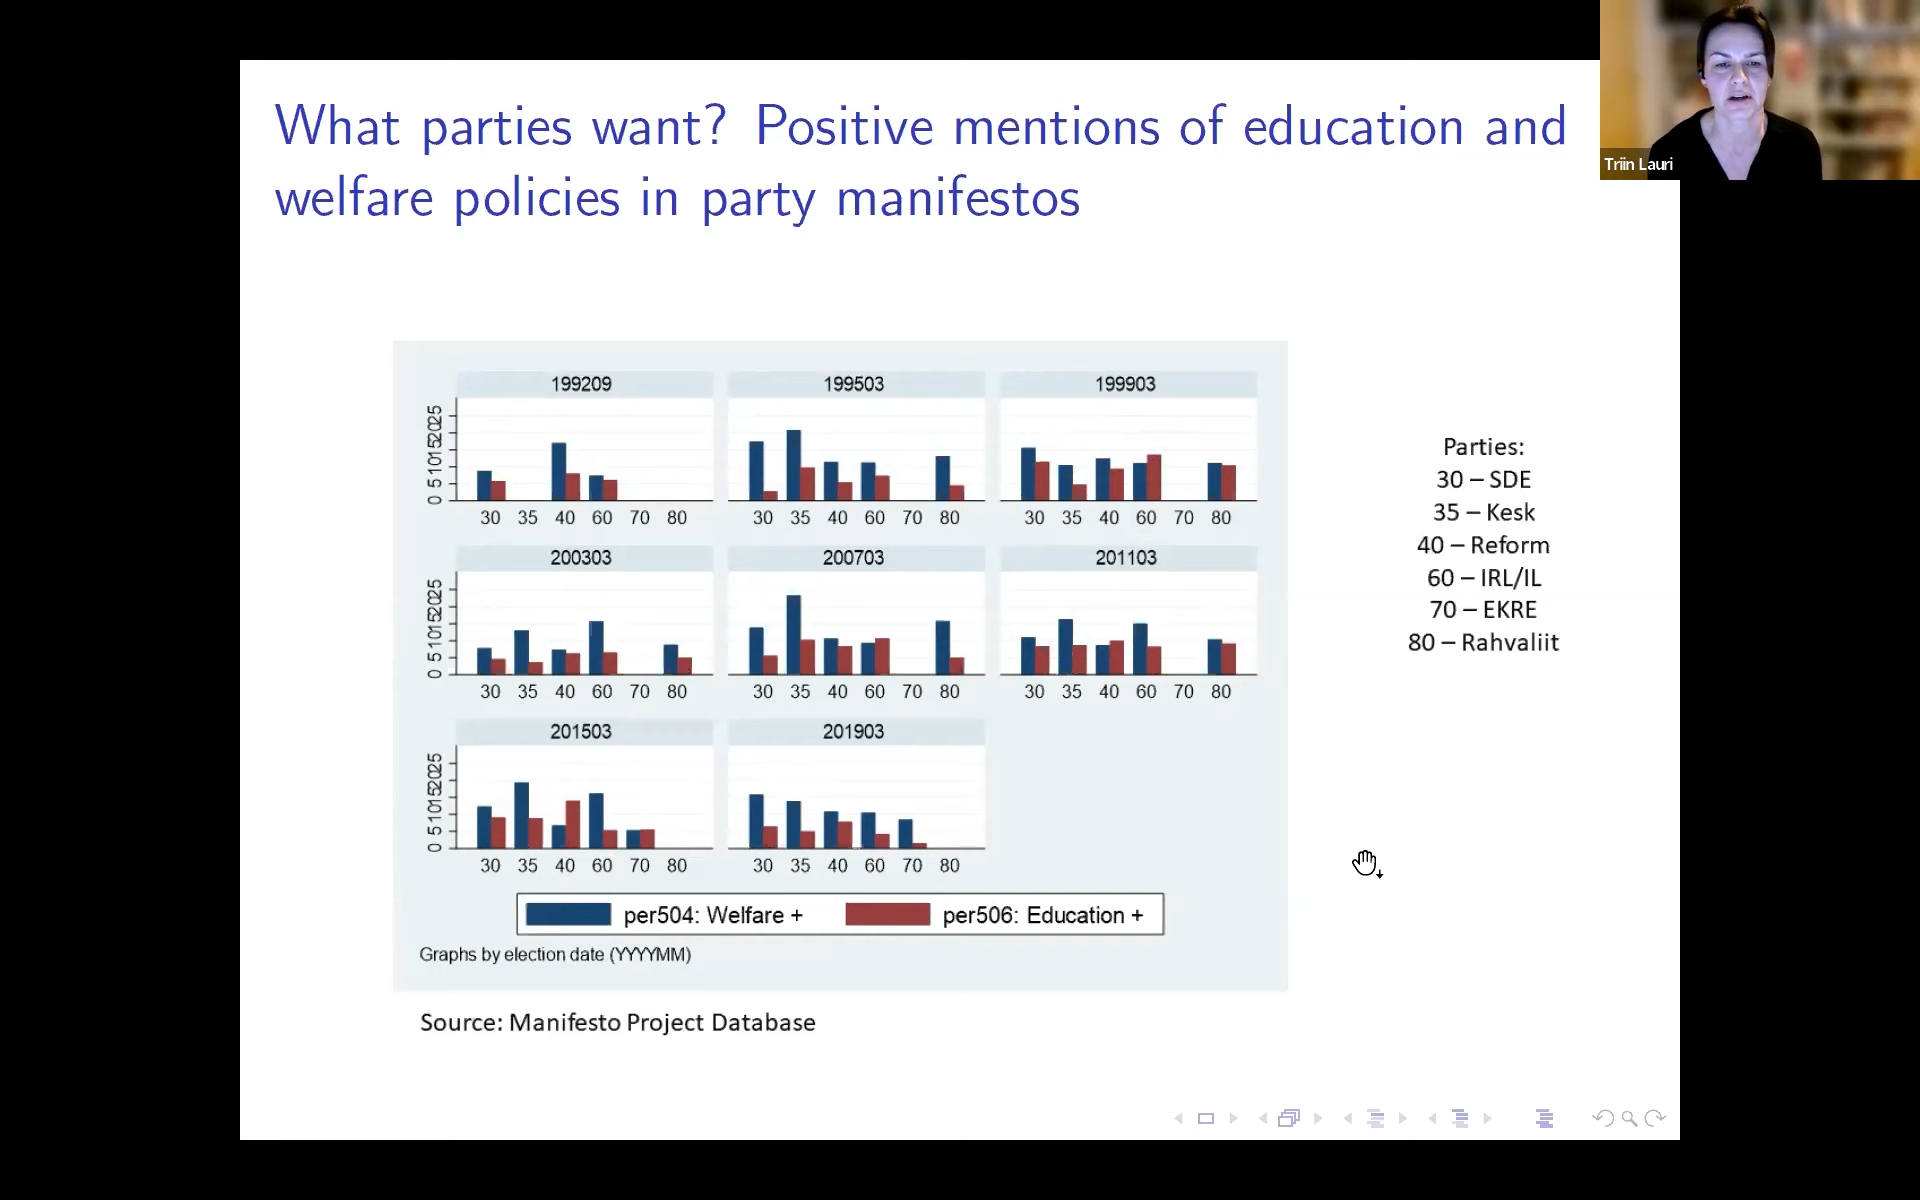 What parties want? Positive mentions of education and
welfare policies in party manifestos
Triin Lauri
199209
199503
199903
0 5 10 15 20 25
30 35 40 60 70 80
30 35 40 60 70 80
30 35 40 60 70 80
200303
200703
201103
0 5 10 15 20 25
30 35 40 60 70 80
30 35 40 60 70 80
30 35 40 60 70 80
201503
201903
0 5 10 15 20 25
30 35 40 60 70 80
30 35 40 60 70 80
per504: Welfare +
per506: Education +
Graphs by election date (YYYYMM)
Parties:
30 – SDE
35 – Kesk
40 – Reform
60 – IRL/IL
70 – EKRE
80 – Rahvaliit
Source: Manifesto Project Database